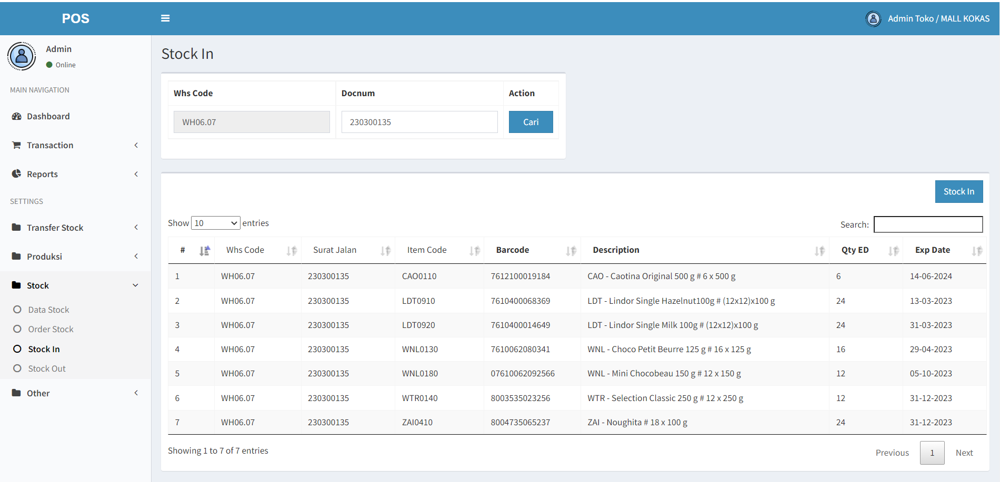 POS
Admin Toko / MALL KOKAS
Admin
Online
MAIN NAVIGATION
Dashboard
Transaction
Reports
SETTINGS
Transfer Stock
Produksi
Stock
Data Stock
Order Stock
Stock In
Stock Out
Other
Stock In
Whs Code Docnum Action
WH06.07 230300135 Cari
Stock In
Show 10 entries Search:
# Whs Code Surat Jalan Item Code Barcode Description Qty ED Exp Date
1 WH06.07 230300135 CAO0110 7612100019184 CAO - Caotina Original 500 g # 6 x 500 g 6 14-06-2024
2 WH06.07 230300135 LDT0910 7610400068369 LDT - Lindor Single Hazelnut100g # (12x12)x100 g 24 13-03-2023
3 WH06.07 230300135 LDT0920 7610400014649 LDT - Lindor Single Milk 100g # (12x12)x100 g 24 31-03-2023
4 WH06.07 230300135 WNL0130 7610062080341 WNL - Choco Petit Beurre 125 g # 16 x 125 g 16 29-04-2023
5 WH06.07 230300135 WNL0180 07610062092566 WNL - Mini Chocobeau 150 g # 12 x 150 g 12 05-10-2023
6 WH06.07 230300135 WTR0140 8003535023256 WTR - Selection Classic 250 g # 12 x 250 g 12 31-12-2023
7 WH06.07 230300135 ZAI0410 8004735065237 ZAI - Noughita # 18 x 100 g 24 31-12-2023
Showing 1 to 7 of 7 entries
Previous 1 Next